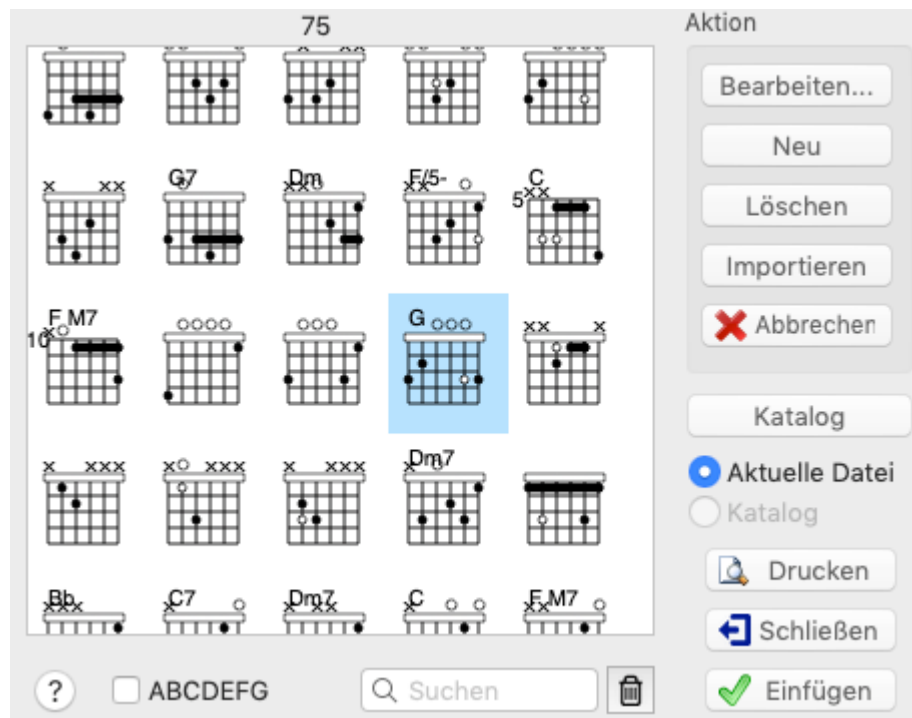 75
Aktion
Bearbeiten...
Neu
Löschen
Importieren
Abbrechen
G7 Dm F/5- C
5
F M7 G
10
Katalog
Dm7
Aktuelle Datei
Katalog
Bb C7 Dm7 C F M7
Drucken
Schließen
? ABCDEFG Suchen
Einfügen